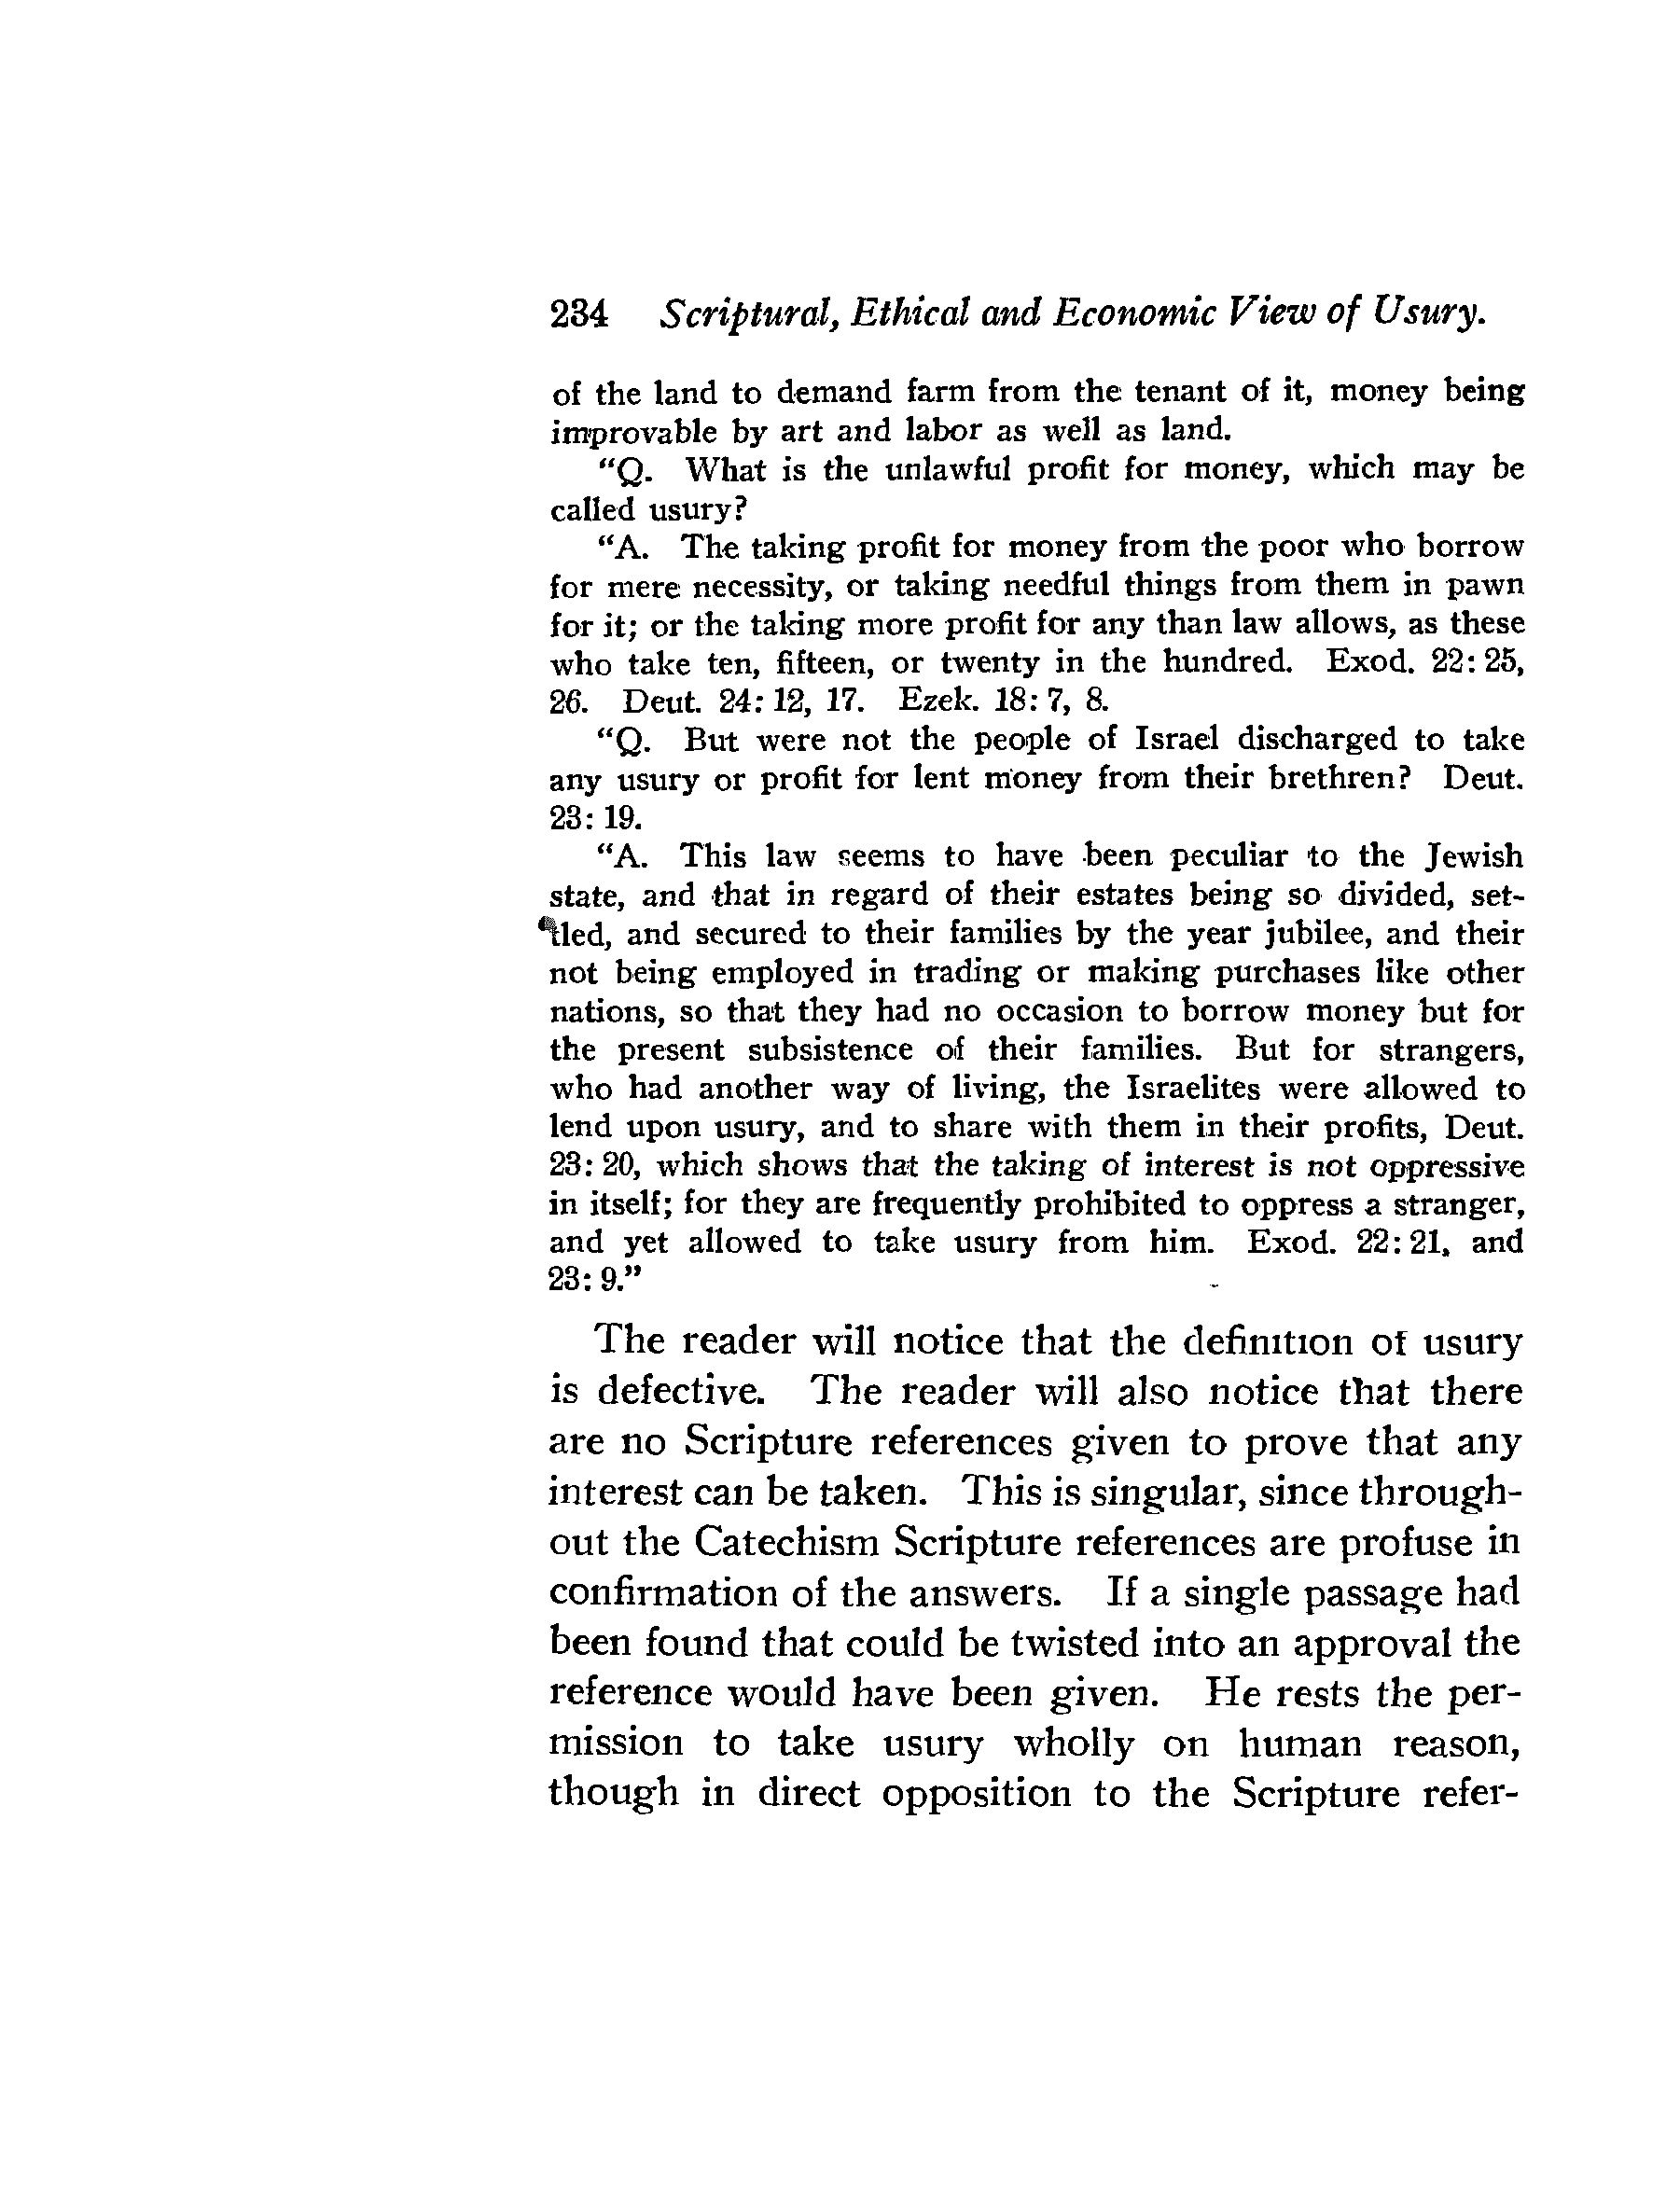 234 Scriptural, Ethical and Economic View of Usury.
of the land to demand farm from the tenant of it, money being
improvable by art and labor as well as land.
“Q. What is the unlawful profit for money, which may be
called usury?
“A. The taking profit for money from the poor who borrow
for mere necessity, or taking needful things from them in pawn
for it; or the taking more profit for any than law allows, as these
who take ten, fifteen, or twenty in the hundred. Exod. 22: 25,
26. Deut. 24: 12, 17. Ezek. 18: 7, 8.
“Q. But were not the people of Israel discharged to take
any usury or profit for lent money from their brethren? Deut.
23: 19.
“A. This law seems to have been peculiar to the Jewish
state, and that in regard of their estates being so divided, set-
tled, and secured to their families by the year jubilee, and their
not being employed in trading or making purchases like other
nations, so that they had no occasion to borrow money but for
the present subsistence of their families. But for strangers,
who had another way of living, the Israelites were allowed to
lend upon usury, and to share with them in their profits, Deut.
23: 20, which shows that the taking of interest is not oppressive
in itself; for they are frequently prohibited to oppress a stranger,
and yet allowed to take usury from him. Exod. 22: 21, and
23: 9.”
The reader will notice that the definition of usury
is defective. The reader will also notice that there
are no Scripture references given to prove that any
interest can be taken. This is singular, since through-
out the Catechism Scripture references are profuse in
confirmation of the answers. If a single passage had
been found that could be twisted into an approval the
reference would have been given. He rests the per-
mission to take usury wholly on human reason,
though in direct opposition to the Scripture refer-